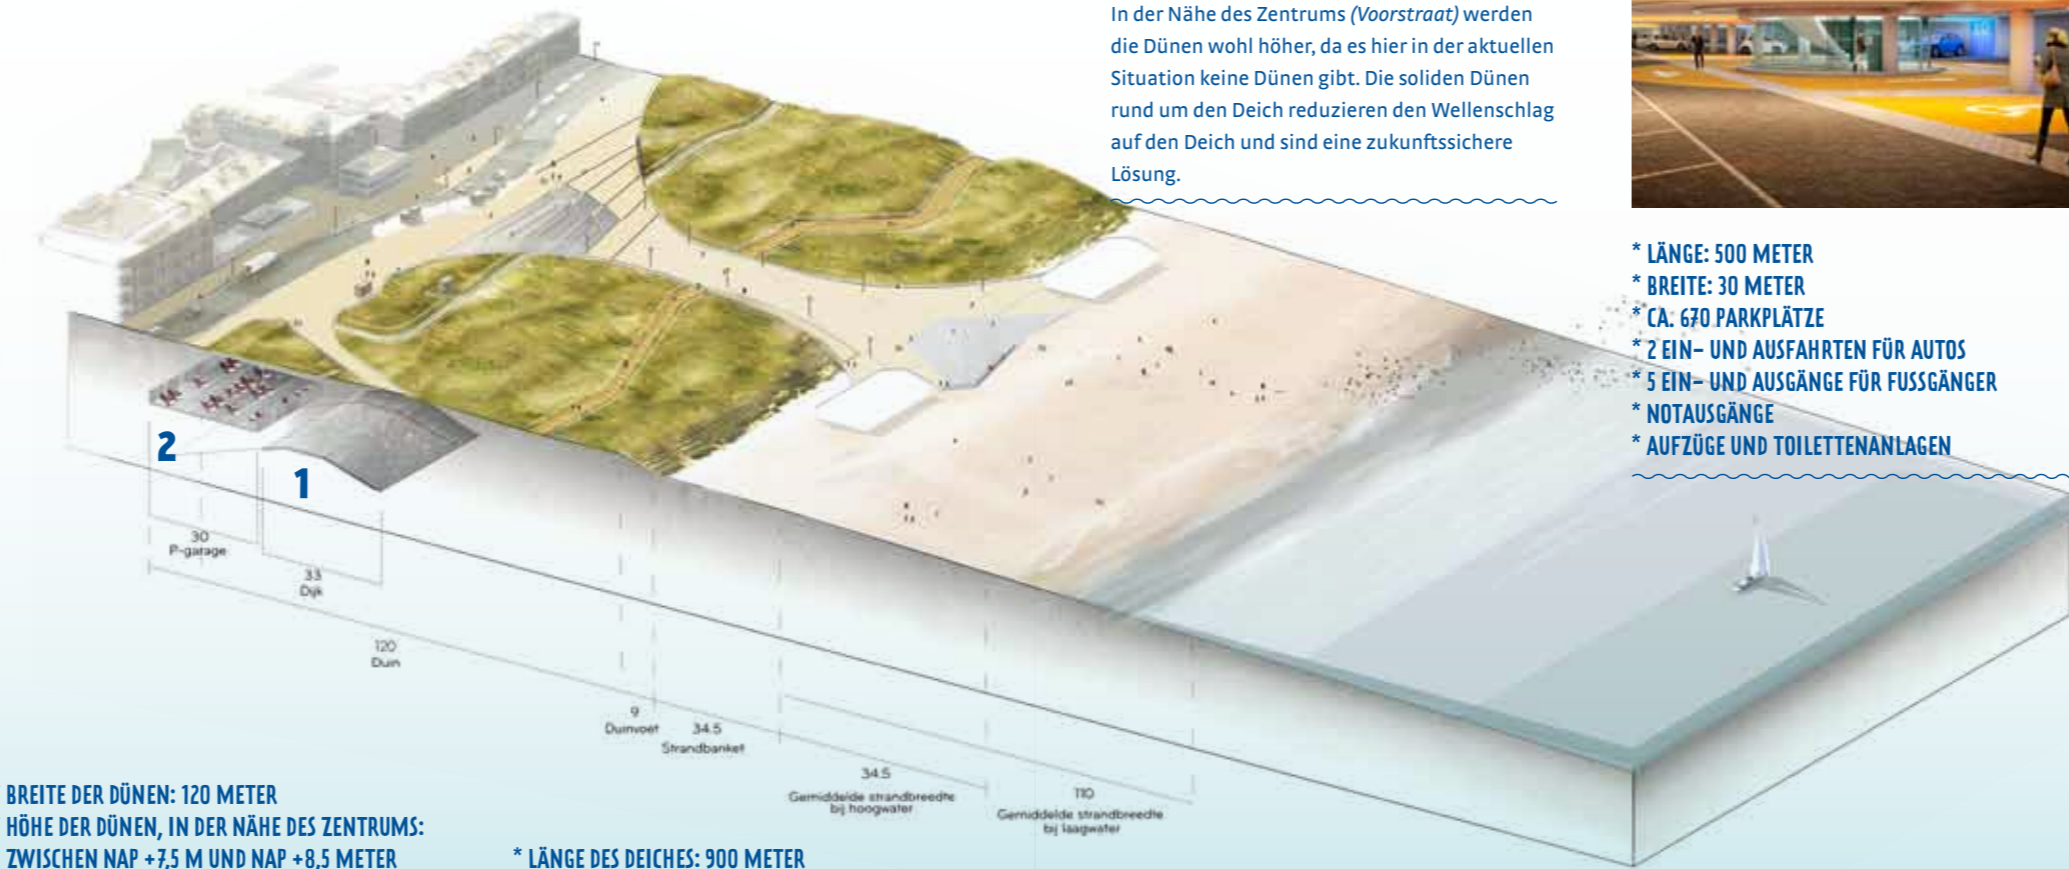 In der Nähe des Zentrums (Voorstraat) werden
die Dünen wohl höher, da es hier in der aktuellen
Situation keine Dünen gibt. Die soliden Dünen
rund um den Deich reduzieren den Wellenschlag
auf den Deich und sind eine zukunftssichere
Lösung.
* LÄNGE: 500 METER
* BREITE: 30 METER
* CA. 670 PARKPLÄTZE
* 2 EIN- UND AUSFAHRTEN FÜR AUTOS
* 5 EIN- UND AUSGÄNGE FÜR FUSSGÄNGER
* NOTAUSGÄNGE
* AUFZÜGE UND TOILETTENANLAGEN
2
1
30
P-garage
33
Dijk
120
Duin
9
Duinvoet
34.5
Strandbanket
34.5
Gemiddelde strandbreedte
bij hoogwater
110
Gemiddelde strandbreedte
bij laagwater
BREITE DER DÜNEN: 120 METER
HÖHE DER DÜNEN, IN DER NÄHE DES ZENTRUMS:
ZWISCHEN NAP +7,5 M UND NAP +8,5 METER
* LÄNGE DES DEICHES: 900 METER